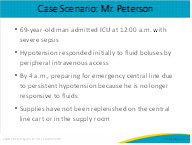 Case Scenario: Mr. Peterson
• 69-year-old man admitted ICU at 12:00 a.m. with
severe sepsis
• Hypotension responded initially to fluid boluses by
peripheral intravenous access
• By 4 a.m., preparing for emergency central line due
to persistent hypotension because he is no longer
responsive to fluids
• Supplies have not been replenished on the central
line cart or in the supply room